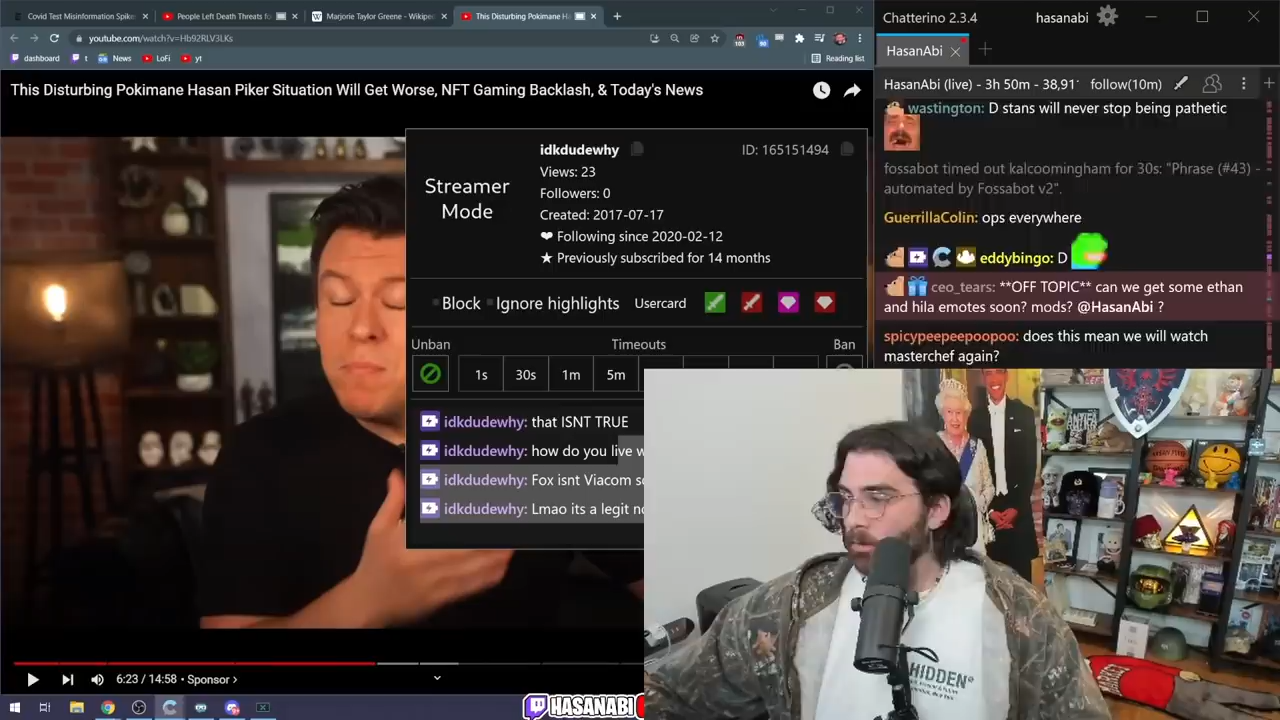 Covid Test Misinformation Spike
People Left Death Threats fo
Marjorie Taylor Greene - Wikipe
This Disturbing Pokimane Ha
youtube.com/watch?v=Hb92RLV3LKs
dashboard
t
News
LoFi
yt
Reading list
This Disturbing Pokimane Hasan Piker Situation Will Get Worse, NFT Gaming Backlash, & Today's News
Streamer
Mode
idkdudewhy
ID: 165151494
Views: 23
Followers: 0
Created: 2017-07-17
❤ Following since 2020-02-12
★ Previously subscribed for 14 months
Block
Ignore highlights
Usercard
Unban
Timeouts
Ban
1s
30s
1m
5m
idkdudewhy: that ISNT TRUE
idkdudewhy: how do you live w
idkdudewhy: Fox isnt Viacom s
idkdudewhy: Lmao its a legit no
6:23 / 14:58 • Sponsor ›
HASANABI
Chatterino 2.3.4
hasanabi
HasanAbi
HasanAbi (live) - 3h 50m - 38,91
follow(10m)
wastington: D stans will never stop being pathetic
fossabot timed out kalcoomingham for 30s: "Phrase (#43) -
automated by Fossabot v2".
GuerrillaColin: ops everywhere
eddybingo: D
ceo_tears: **OFF TOPIC** can we get some ethan
and hila emotes soon? mods? @HasanAbi ?
spicypeepeepoopoo: does this mean we will watch
masterchef again?
HIDDEN